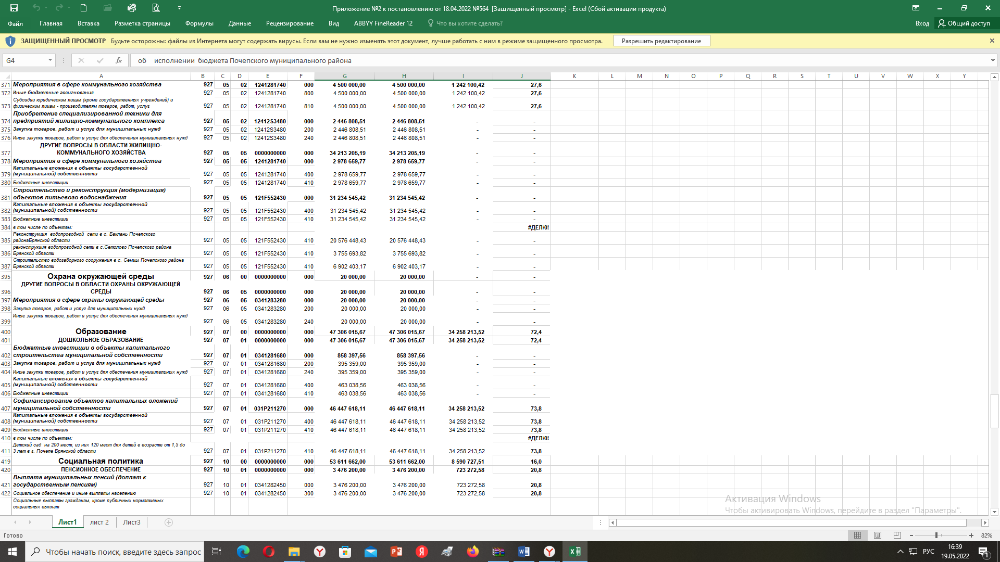 Приложение №2 к постановлению от 18.04.2022 №564 [Защищенный просмотр] - Excel (Сбой активации продукта)
Файл Главная Вставка Разметка страницы Формулы Данные Рецензирование Вид ABBYY FineReader 12 Что вы хотите сделать? Вход Общий доступ
ЗАЩИЩЕННЫЙ ПРОСМОТР Будьте осторожны: файлы из Интернета могут содержать вирусы. Если вам не нужно изменять этот документ, лучше работать с ним в режиме защищенного просмотра. Разрешить редактирование
G4 fx об исполнении бюджета Почепского муниципального района
A B C D E F G H I J K L M N O P Q R S T U V W X Y
371 Мероприятия в сфере коммунального хозяйства 927 05 02 1241281740 000 4 500 000,00 4 500 000,00 1 242 100,42 27,6
372 Иные бюджетные ассигнования 927 05 02 1241281740 800 4 500 000,00 4 500 000,00 1 242 100,42 27,6
Субсидии юридическим лицам (кроме государственных учреждений) и
373 физическим лицам - производителям товаров, работ, услуг 927 05 02 1241281740 810 4 500 000,00 4 500 000,00 1 242 100,42 27,6
Приобретение специализированной техники для
374 предприятий жилищно-коммунального комплекса 927 05 02 12412S3480 000 2 446 808,51 2 446 808,51 - -
375 Закупка товаров, работ и услуг для муниципальных нужд 927 05 02 12412S3480 200 2 446 808,51 2 446 808,51 - -
376 Иные закупки товаров, работ и услуг для обеспечения муниципальных нужд 927 05 02 12412S3480 240 2 446 808,51 2 446 808,51 - -
ДРУГИЕ ВОПРОСЫ В ОБЛАСТИ ЖИЛИЩНО-
377 КОММУНАЛЬНОГО ХОЗЯЙСТВА 927 05 05 0000000000 000 34 213 205,19 34 213 205,19 - -
378 Мероприятия в сфере коммунального хозяйства 927 05 05 1241281740 000 2 978 659,77 2 978 659,77 - -
Капитальные вложения в объекты государственной
379 (муниципальной) собственности 927 05 05 1241281740 400 2 978 659,77 2 978 659,77 - -
380 Бюджетные инвестиции 927 05 05 1241281740 410 2 978 659,77 2 978 659,77 - -
Строительство и реконструкция (модернизация)
381 объектов питьевого водоснабжения 927 05 05 121F552430 000 31 234 545,42 31 234 545,42 - -
Капитальные вложения в объекты государственной
382 (муниципальной) собственности 927 05 05 121F552430 400 31 234 545,42 31 234 545,42 - -
383 Бюджетные инвестиции 927 05 05 121F552430 410 31 234 545,42 31 234 545,42 - -
384 в том числе по объектам: #ДЕЛ/0!
Реконструкция водопроводной сети в с. Баклань Почепского
385 районаБрянской области 927 05 05 121F552430 410 20 576 448,43 20 576 448,43 - -
реконструкция водопроводной сети в с.Сетолово Почепского района
386 Брянской области 927 05 05 121F552430 410 3 755 693,82 3 755 693,82 - -
Строительство водозаборного сооружения в с. Семцы Почепского района
387 Брянской области 927 05 05 121F552430 410 6 902 403,17 6 902 403,17 - -
395 Охрана окружающей среды 927 06 00 0000000000 000 20 000,00 20 000,00 - -
ДРУГИЕ ВОПРОСЫ В ОБЛАСТИ ОХРАНЫ ОКРУЖАЮЩЕЙ
396 СРЕДЫ 927 06 05 0000000000 000 20 000,00 20 000,00 - -
397 Мероприятия в сфере охраны окружающей среды 927 06 05 0341283280 000 20 000,00 20 000,00 - -
398 Закупка товаров, работ и услуг для муниципальных нужд 927 06 05 0341283280 200 20 000,00 20 000,00 - -
Иные закупки товаров, работ и услуг для обеспечения муниципальных нужд
399 927 06 05 0341283280 240 20 000,00 20 000,00 - -
400 Образование 927 07 00 0000000000 000 47 306 015,67 47 306 015,67 34 258 213,52 72,4
401 ДОШКОЛЬНОЕ ОБРАЗОВАНИЕ 927 07 01 0000000000 000 47 306 015,67 47 306 015,67 34 258 213,52 72,4
Бюджетные инвестиции в объекты капитального
402 строительства муниципальной собственности 927 07 01 0341281680 000 858 397,56 858 397,56 - -
403 Закупка товаров, работ и услуг для муниципальных нужд 927 07 01 0341281680 200 395 359,00 395 359,00 - -
404 Иные закупки товаров, работ и услуг для обеспечения муниципальных нужд 927 07 01 0341281680 240 395 359,00 395 359,00 - -
Капитальные вложения в объекты государственной
405 (муниципальной) собственности 927 07 01 0341281680 400 463 038,56 463 038,56 - -
406 Бюджетные инвестиции 927 07 01 0341281680 410 463 038,56 463 038,56 - -
Софинансирование объектов капитальных вложений
407 муниципальной собственности 927 07 01 031P211270 000 46 447 618,11 46 447 618,11 34 258 213,52 73,8
Капитальные вложения в объекты государственной
408 (муниципальной) собственности 927 07 01 031P211270 400 46 447 618,11 46 447 618,11 34 258 213,52 73,8
409 Бюджетные инвестиции 927 07 01 031P211270 410 46 447 618,11 46 447 618,11 34 258 213,52 73,8
410 в том числе по объектам: #ДЕЛ/0!
Детский сад на 200 мест, из них 120 мест для детей в возрасте от 1,5 до
411 3 лет в г. Почепе Брянской области 927 07 01 031P211270 410 46 447 618,11 46 447 618,11 34 258 213,52 73,8
419 Социальная политика 927 10 00 0000000000 000 53 611 662,00 53 611 662,00 8 590 727,51 16,0
420 ПЕНСИОННОЕ ОБЕСПЕЧЕНИЕ 927 10 01 0000000000 000 3 476 200,00 3 476 200,00 723 272,58 20,8
Выплата муниципальных пенсий (доплат к
421 государственным пенсиям) 927 10 01 0341282450 000 3 476 200,00 3 476 200,00 723 272,58 20,8
422 Социальное обеспечение и иные выплаты населению 927 10 01 0341282450 300 3 476 200,00 3 476 200,00 723 272,58 20,8
Социальные выплаты гражданам, кроме публичных нормативных
социальных выплат
Активация Windows
Чтобы активировать Windows, перейдите в раздел "Параметры".
Лист1 лист 2 Лист3
Готово 82%
Чтобы начать поиск, введите здесь запрос РУС 16:39
19.05.2022 1